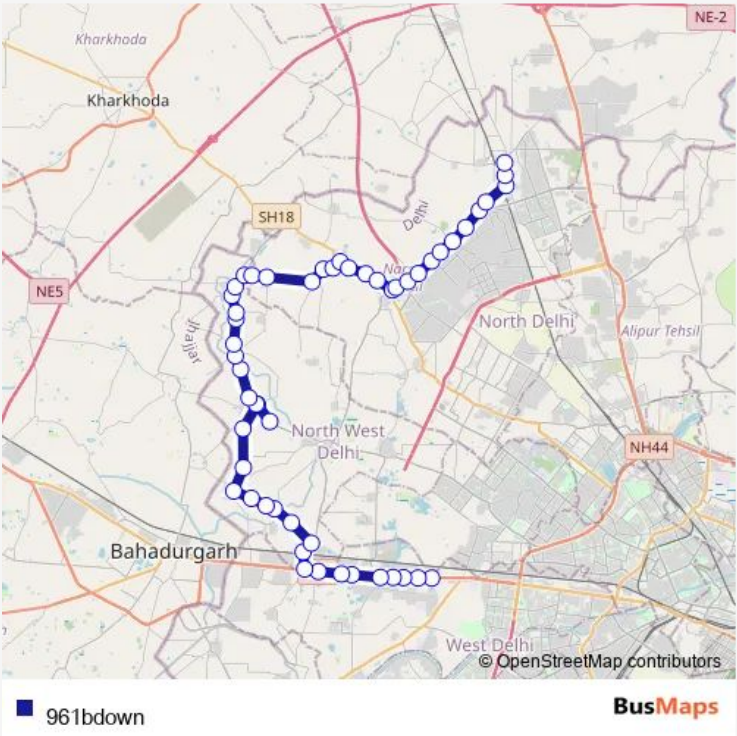 NE-2
Kharkhoda
Kharkhoda
SH18
Delhi
NE5
Jhajjar
North Delhi
Alipur Tehsil
North West
Delhi
NH44
Bahadurgarh
West Delhi
© OpenStreetMap contributors
961bdown
BusMaps